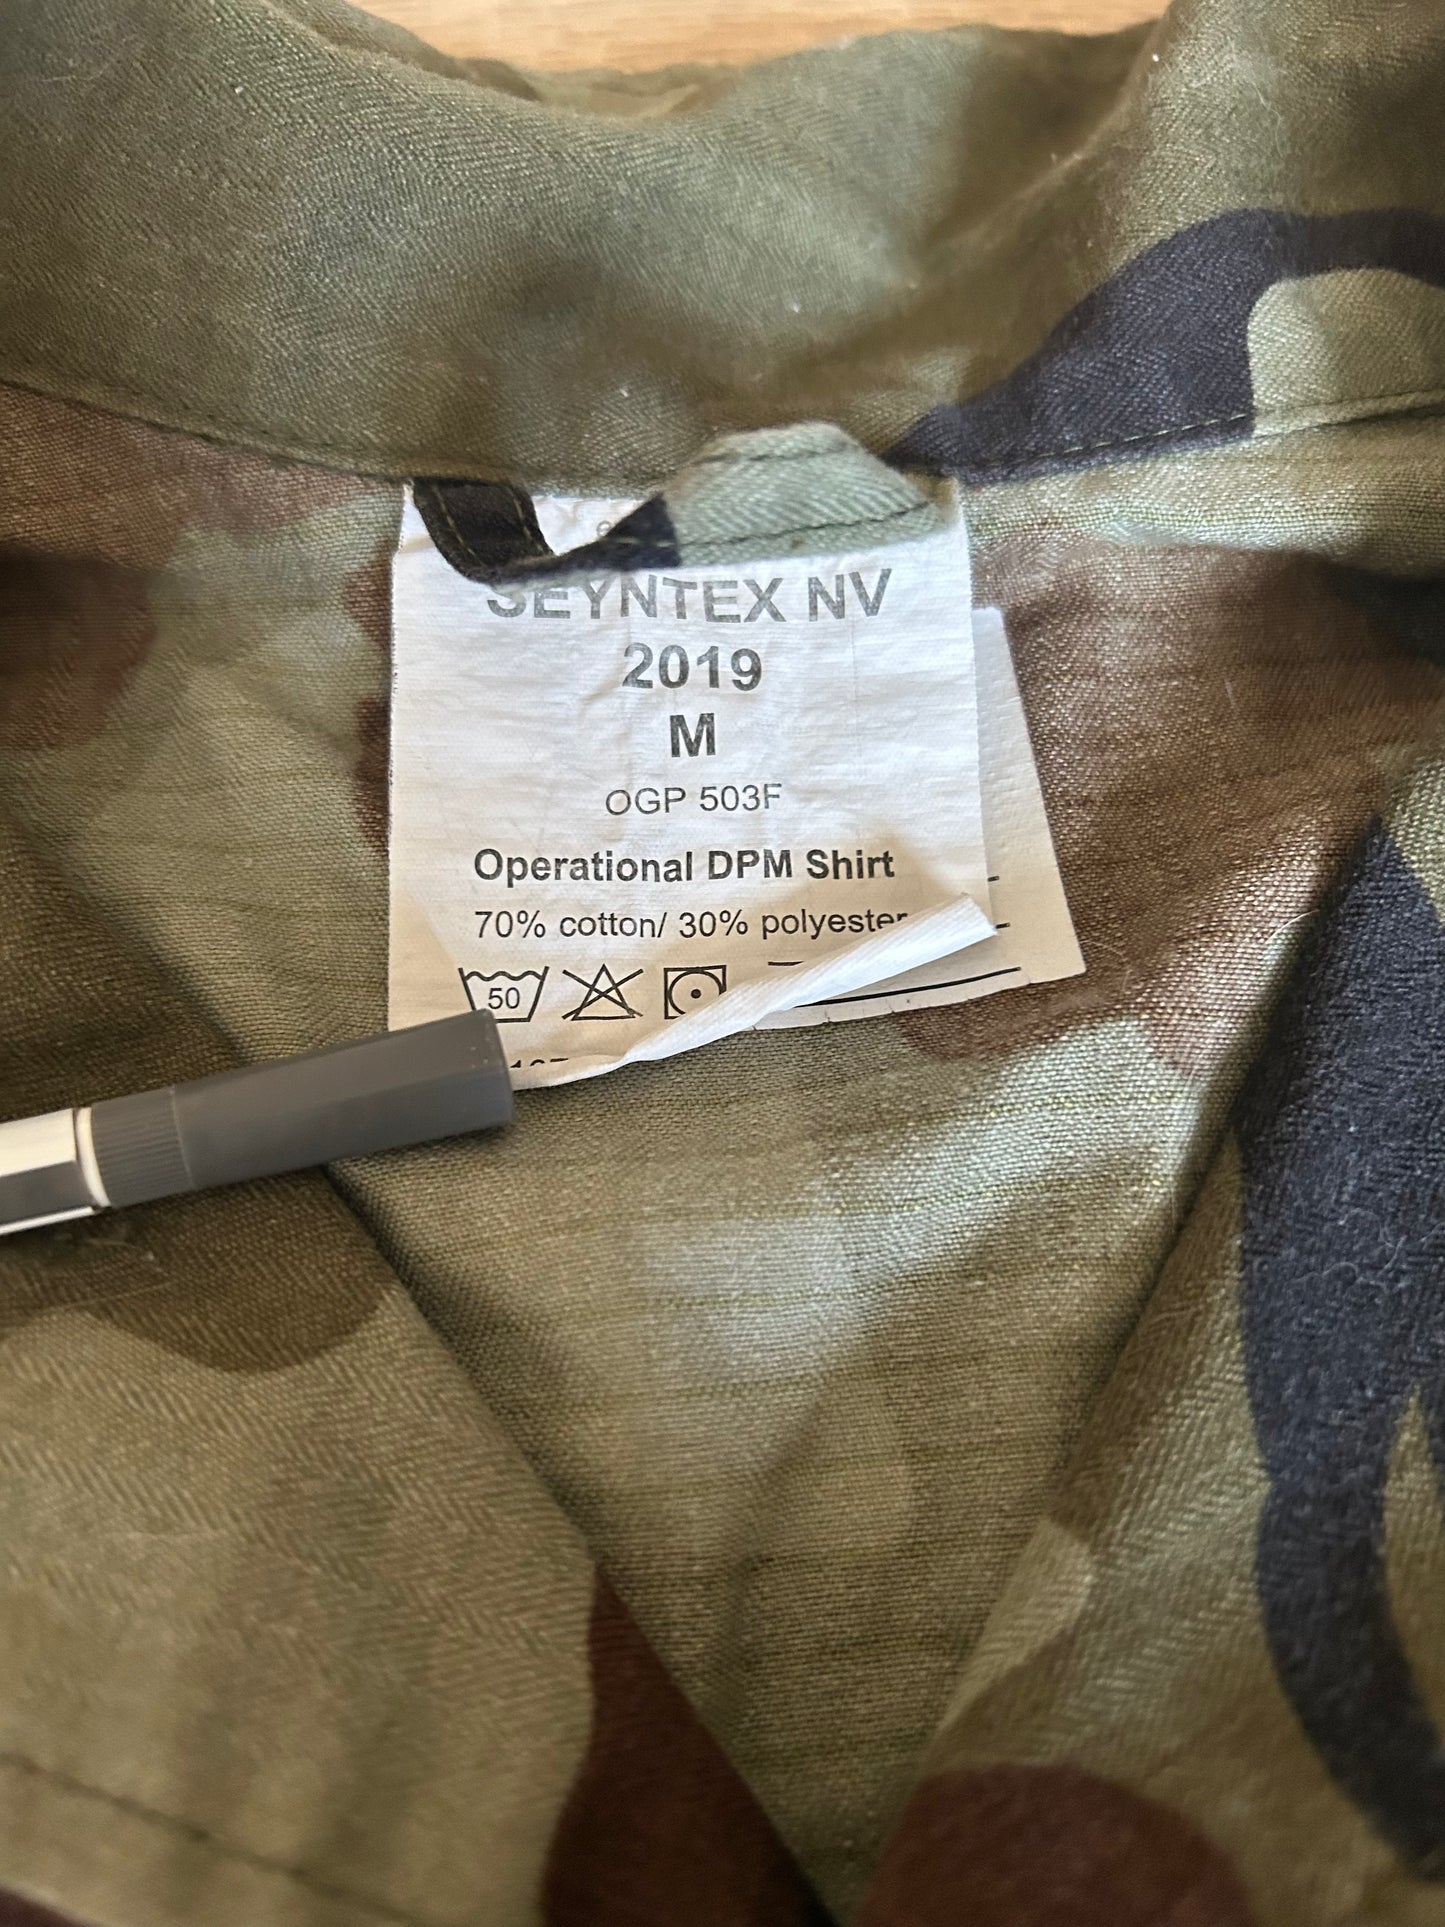 SEYNTEX NV
2019
M
OGP 503F
Operational DPM Shirt
70% cotton/ 30% polyester
50